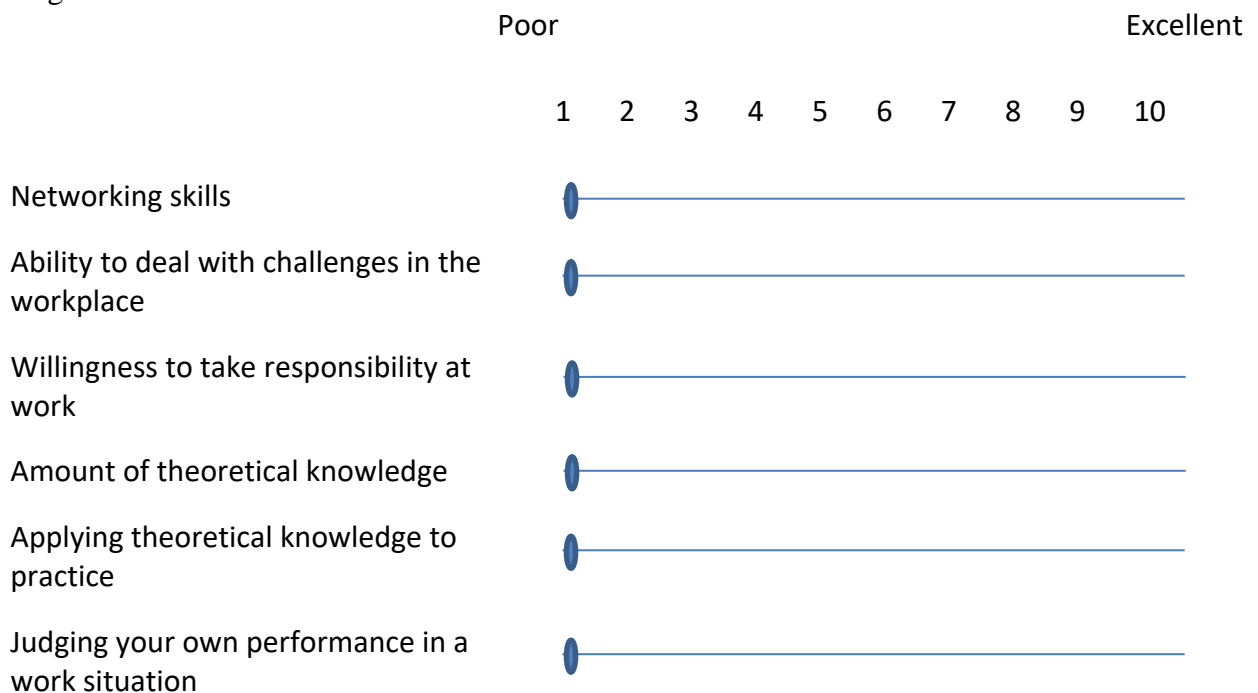 Poor Excellent
1 2 3 4 5 6 7 8 9 10
Networking skills
Ability to deal with challenges in the
workplace
Willingness to take responsibility at
work
Amount of theoretical knowledge
Applying theoretical knowledge to
practice
Judging your own performance in a
work situation